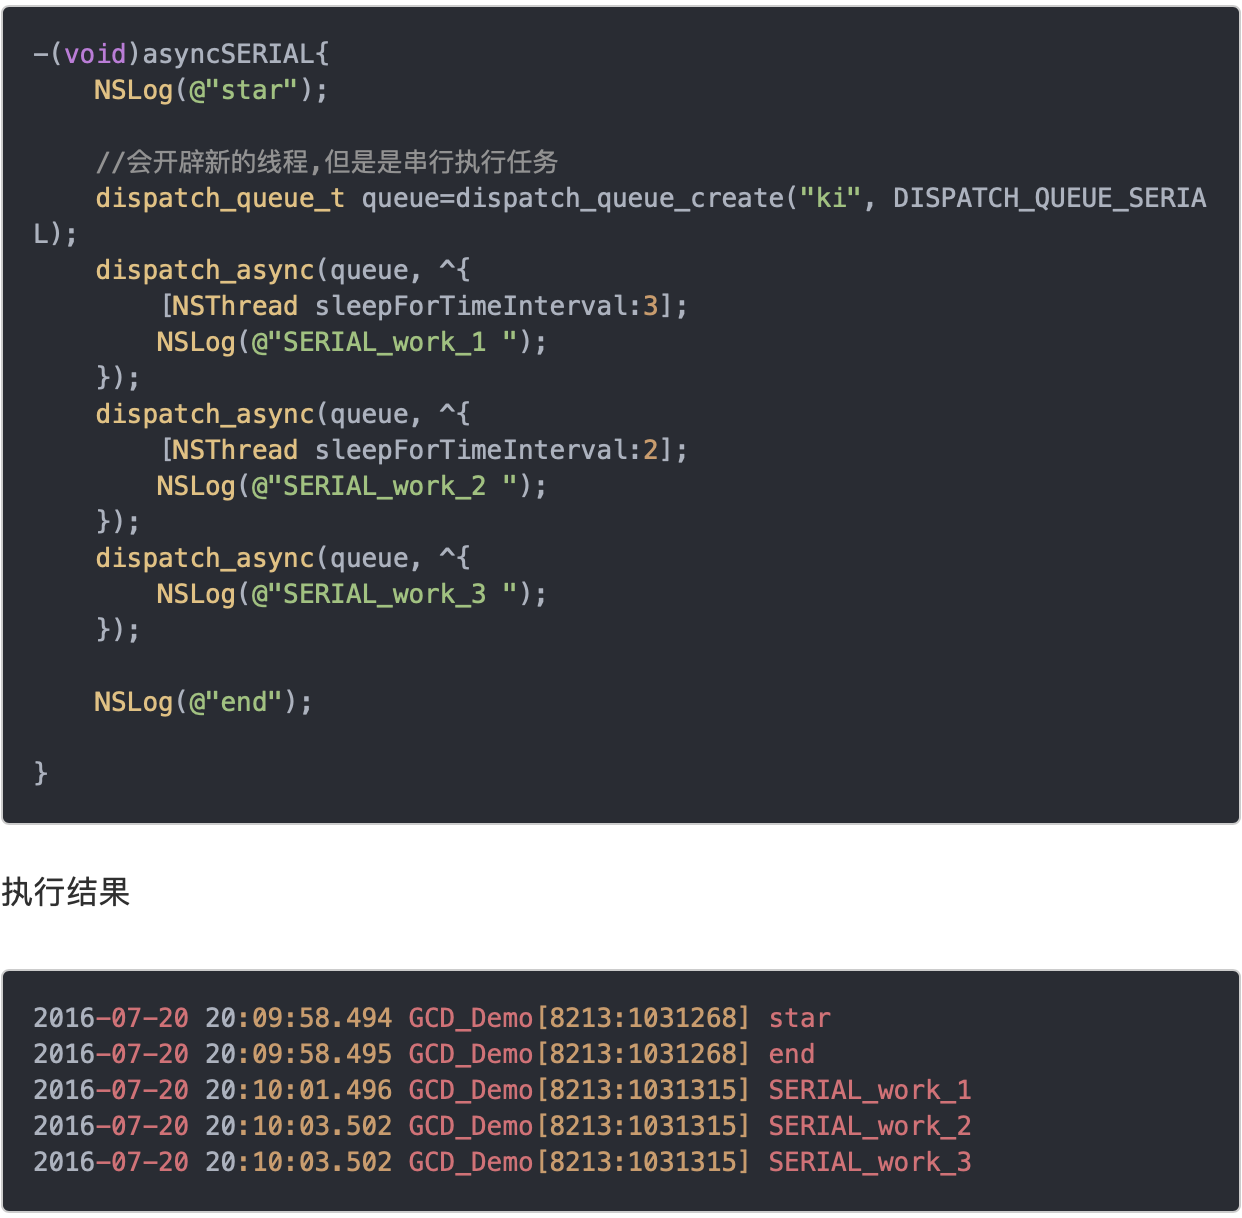 -(void)asyncSERIAL{
    NSLog(@"star");

    //会开辟新的线程,但是是串行执行任务
    dispatch_queue_t queue=dispatch_queue_create("ki", DISPATCH_QUEUE_SERIA
L);
    dispatch_async(queue, ^{
        [NSThread sleepForTimeInterval:3];
        NSLog(@"SERIAL_work_1 ");
    });
    dispatch_async(queue, ^{
        [NSThread sleepForTimeInterval:2];
        NSLog(@"SERIAL_work_2 ");
    });
    dispatch_async(queue, ^{
        NSLog(@"SERIAL_work_3 ");
    });

    NSLog(@"end");

}
执行结果
2016-07-20 20:09:58.494 GCD_Demo[8213:1031268] star
2016-07-20 20:09:58.495 GCD_Demo[8213:1031268] end
2016-07-20 20:10:01.496 GCD_Demo[8213:1031315] SERIAL_work_1
2016-07-20 20:10:03.502 GCD_Demo[8213:1031315] SERIAL_work_2
2016-07-20 20:10:03.502 GCD_Demo[8213:1031315] SERIAL_work_3